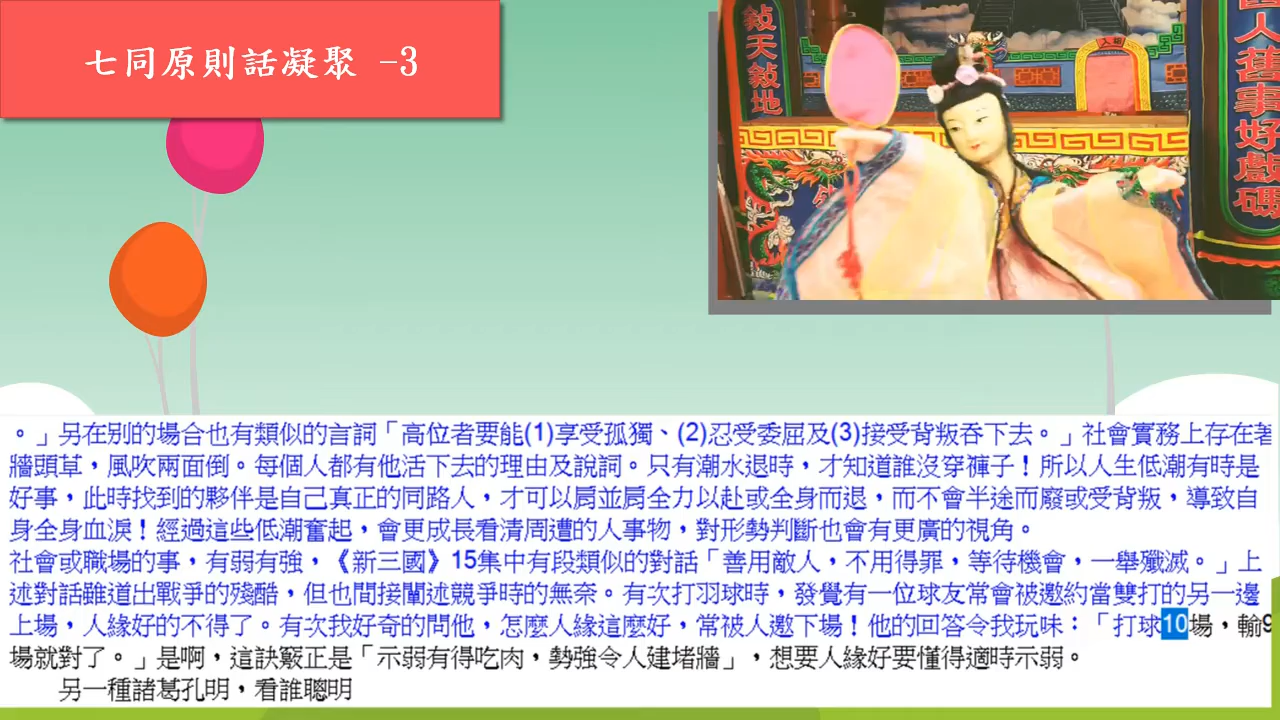 七同原則話凝聚 -3
敲天敲地
入相
古人舊事好戲碼
。」另在別的場合也有類似的言詞「高位者要能(1)享受孤獨、(2)忍受委屈及(3)接受背叛吞下去。」社會實務上存在著
牆頭草，風吹兩面倒。每個人都有他活下去的理由及說詞。只有潮水退時，才知道誰沒穿褲子！所以人生低潮有時是
好事，此時找到的夥伴是自己真正的同路人，才可以肩並肩全力以赴或全身而退，而不會半途而廢或受背叛，導致自
身全身血淚！經過這些低潮奮起，會更成長看清周遭的人事物，對形勢判斷也會有更廣的視角。
社會或職場的事，有弱有強，《新三國》15集中有段類似的對話「善用敵人，不用得罪，等待機會，一舉殲滅。」上
述對話雖道出戰爭的殘酷，但也間接闡述競爭時的無奈。有次打羽球時，發覺有一位球友常會被邀約當雙打的另一邊
上場，人緣好的不得了。有次我好奇的問他，怎麼人緣這麼好，常被人邀下場！他的回答令我玩味：「打球10場，輸9
場就對了。」是啊，這訣竅正是「示弱有得吃肉，勢強令人建堵牆」，想要人緣好要懂得適時示弱。
另一種諸葛孔明，看誰聰明